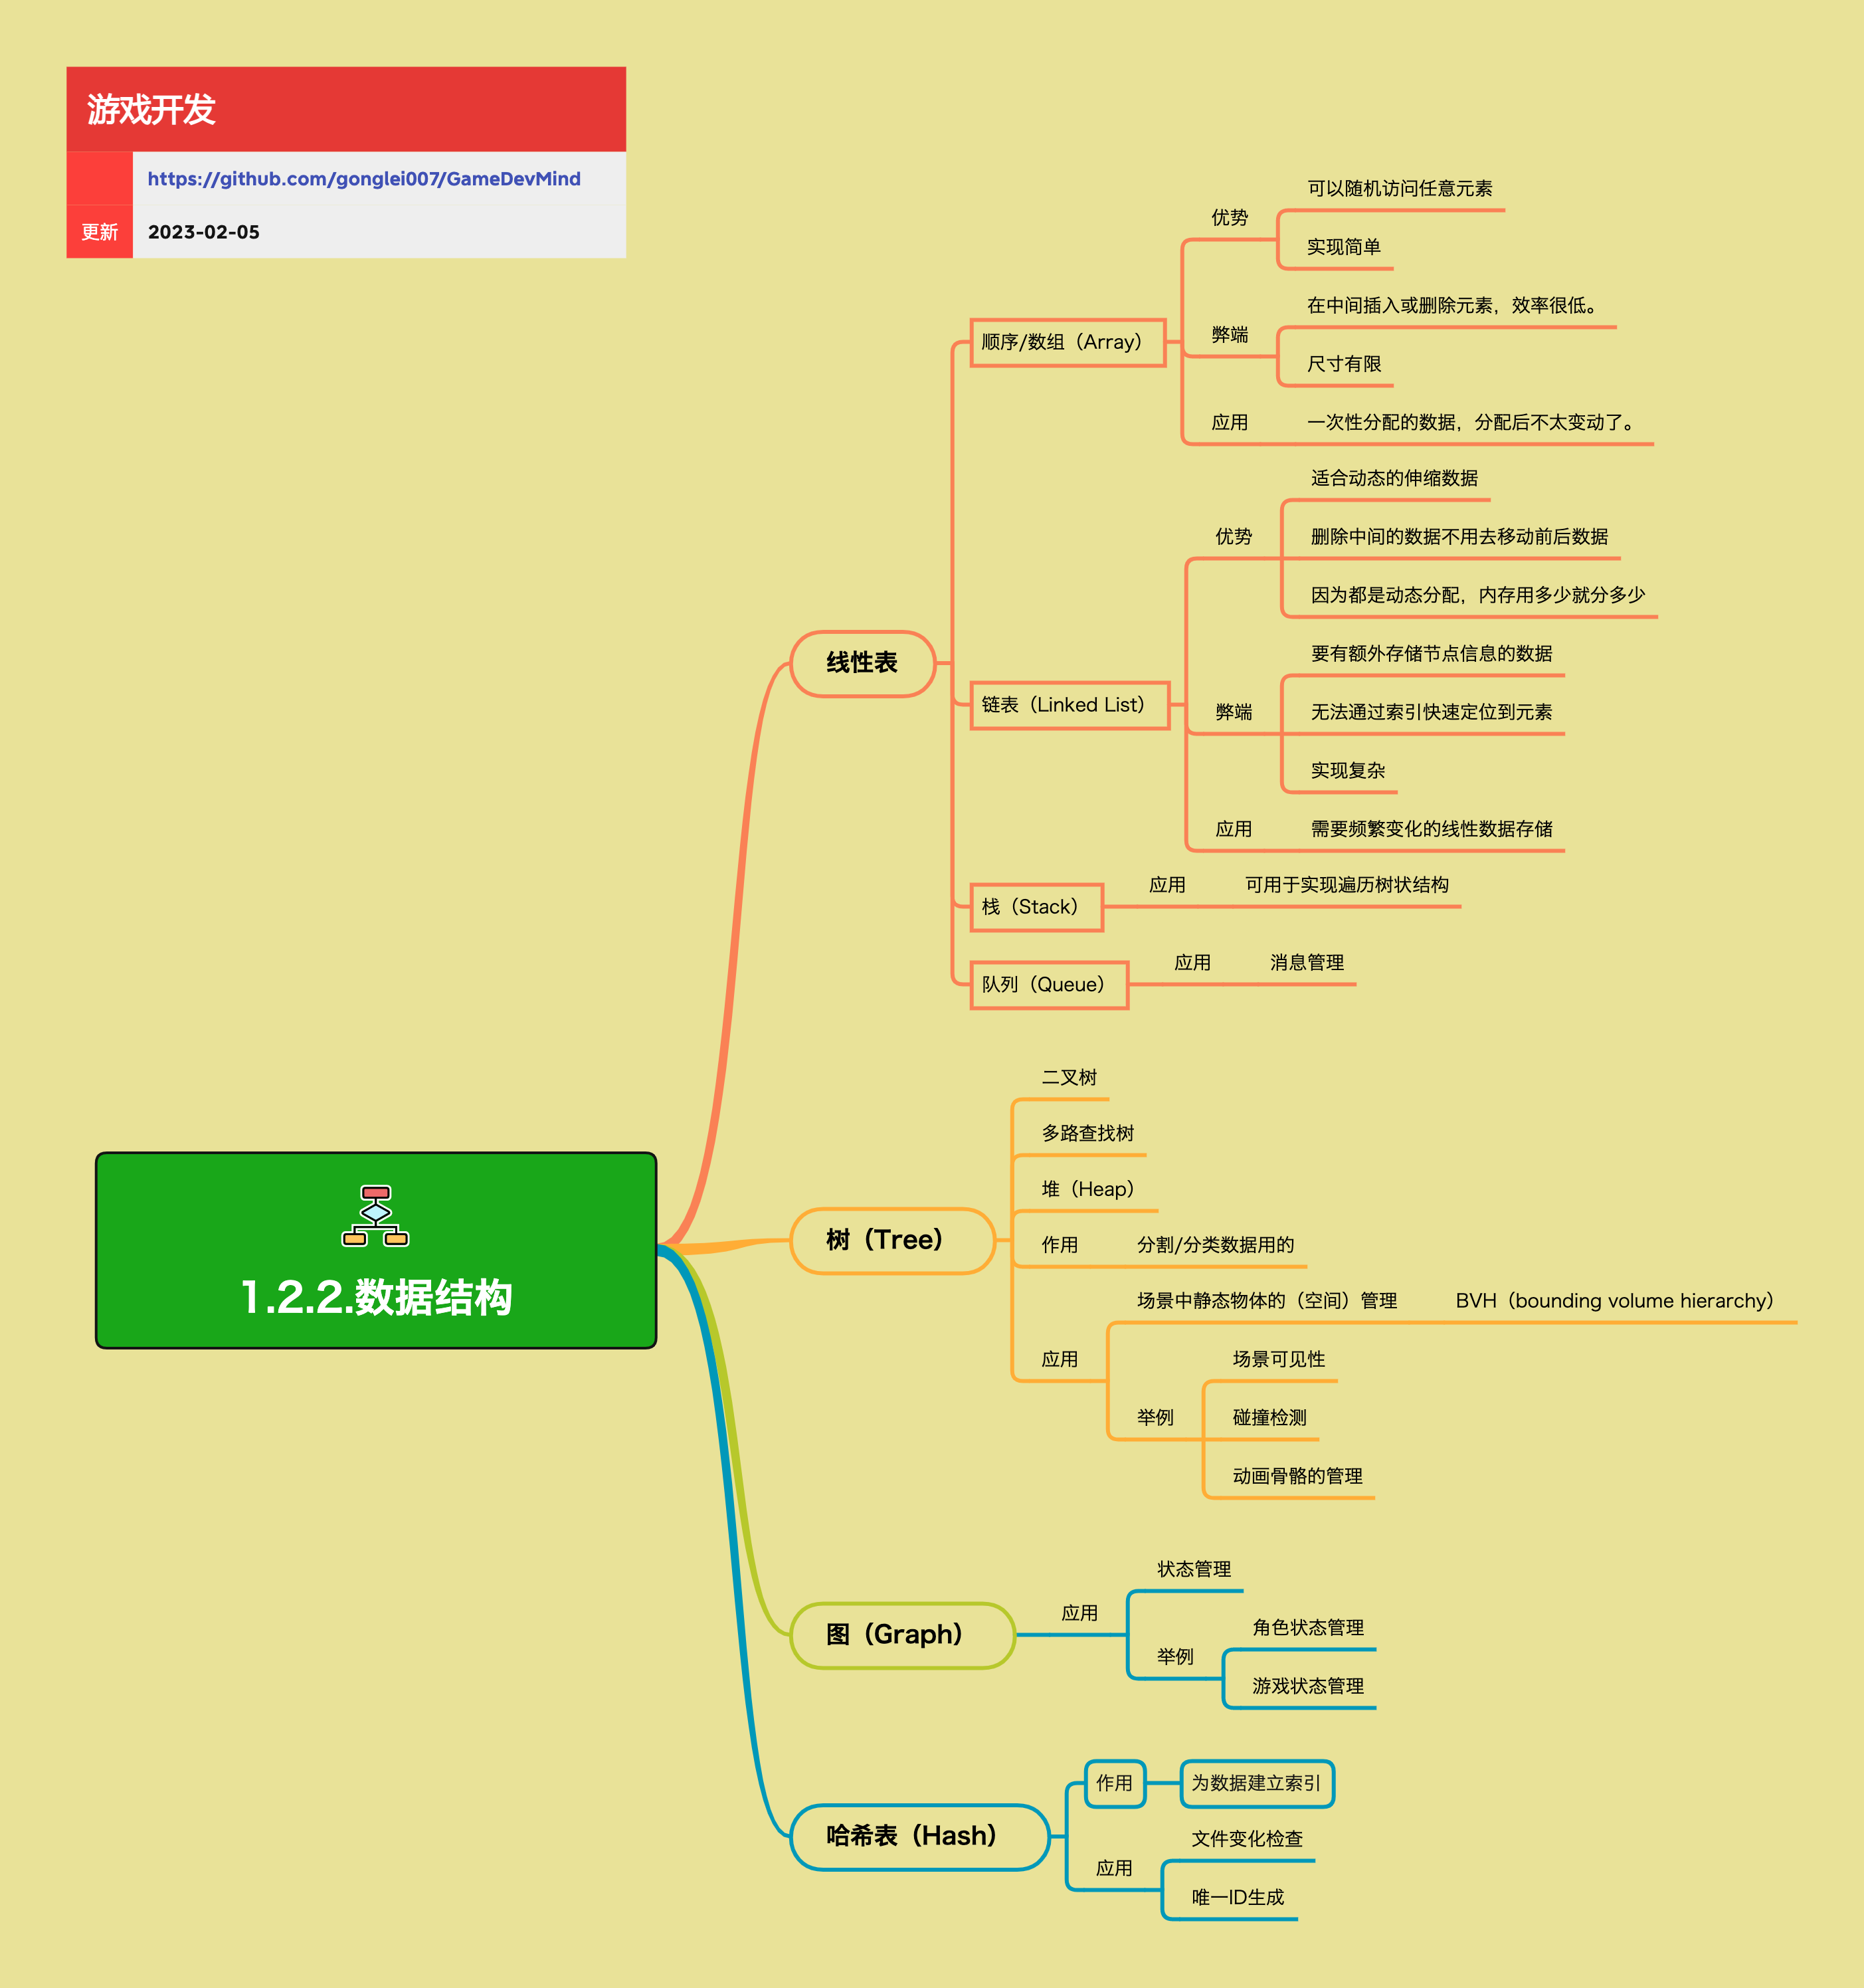 游戏开发
https://github.com/gonglei007/GameDevMind
更新
2023-02-05
1.2.2.数据结构
线性表
顺序/数组（Array）
优势
可以随机访问任意元素
实现简单
弊端
在中间插入或删除元素，效率很低。
尺寸有限
应用
一次性分配的数据，分配后不太变动了。
链表（Linked List）
优势
适合动态的伸缩数据
删除中间的数据不用去移动前后数据
因为都是动态分配，内存用多少就分多少
弊端
要有额外存储节点信息的数据
无法通过索引快速定位到元素
实现复杂
应用
需要频繁变化的线性数据存储
栈（Stack）
应用
可用于实现遍历树状结构
队列（Queue）
应用
消息管理
树（Tree）
二叉树
多路查找树
堆（Heap）
作用
分割/分类数据用的
应用
场景中静态物体的（空间）管理
BVH（bounding volume hierarchy）
举例
场景可见性
碰撞检测
动画骨骼的管理
图（Graph）
应用
状态管理
举例
角色状态管理
游戏状态管理
哈希表（Hash）
作用
为数据建立索引
应用
文件变化检查
唯一ID生成